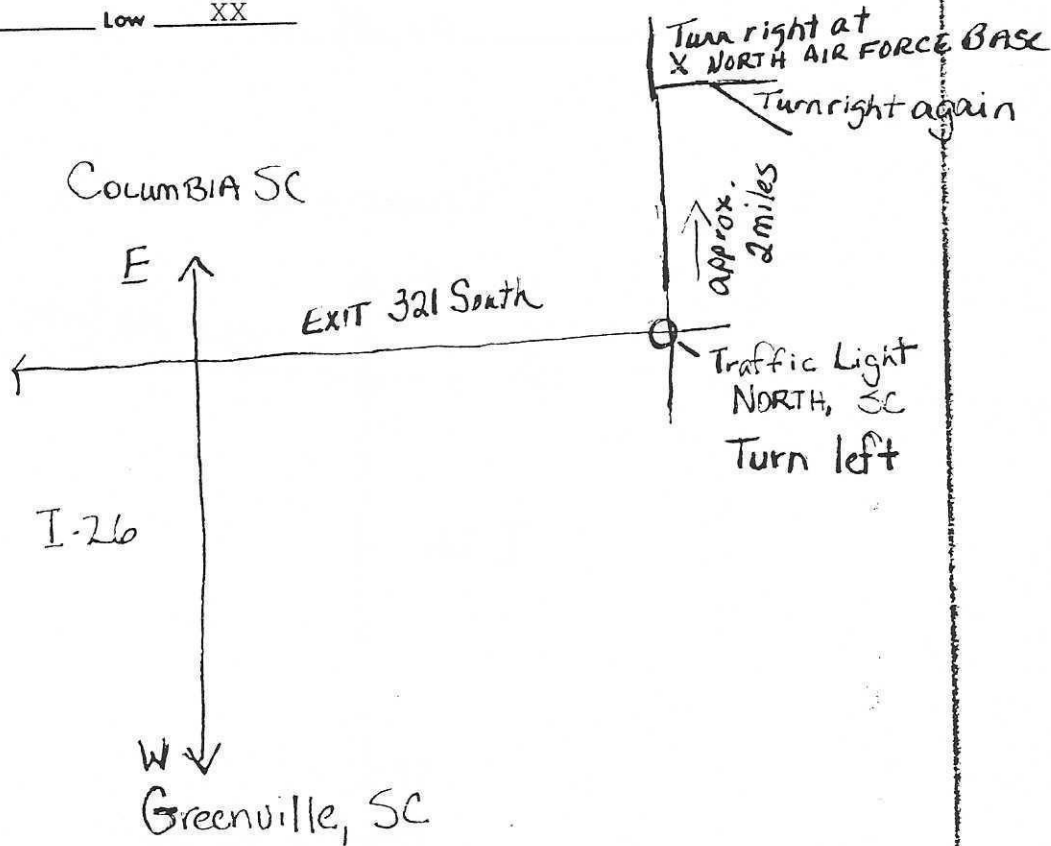 Low XX
Turn right at
X NORTH AIR FORCE BASE
Turn right again
COLUMBIA SC
approx.
2 miles
E
EXIT 321 South
Traffic Light
NORTH, SC
Turn left
I-26
W
Greenville, SC